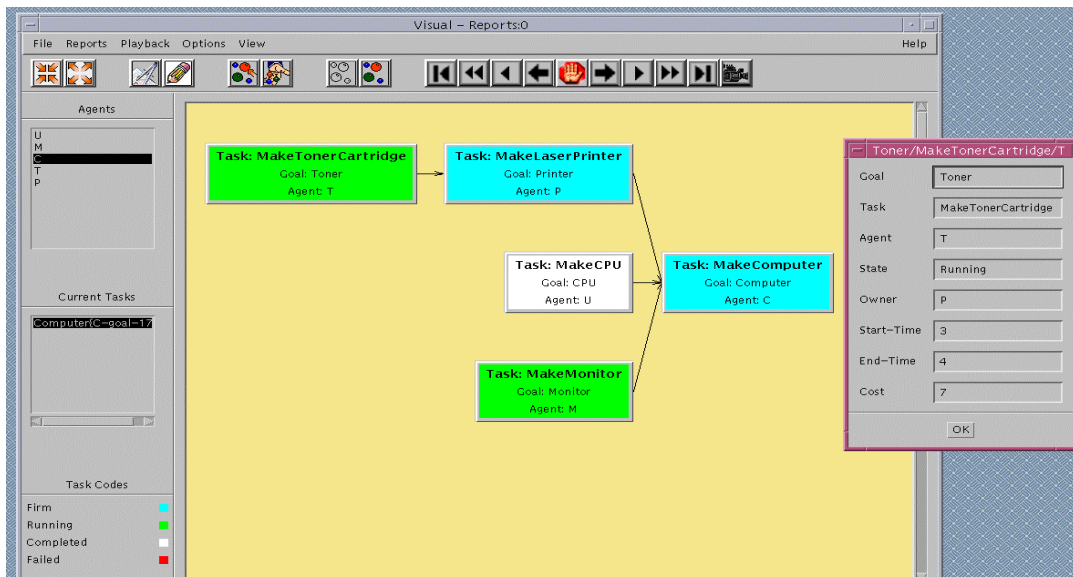 Visual - Reports:0
File Reports Playback Options View Help
Agents
U
M
C
T
P
Current Tasks
Computer(C-goal-17
Task Codes
Firm
Running
Completed
Failed
Task: MakeTonerCartridge
Goal: Toner
Agent: T
Task: MakeLaserPrinter
Goal: Printer
Agent: P
Task: MakeCPU
Goal: CPU
Agent: U
Task: MakeComputer
Goal: Computer
Agent: C
Task: MakeMonitor
Goal: Monitor
Agent: M
Toner/MakeTonerCartridge/T
Goal Toner
Task MakeTonerCartridge
Agent T
State Running
Owner P
Start-Time 3
End-Time 4
Cost 7
OK